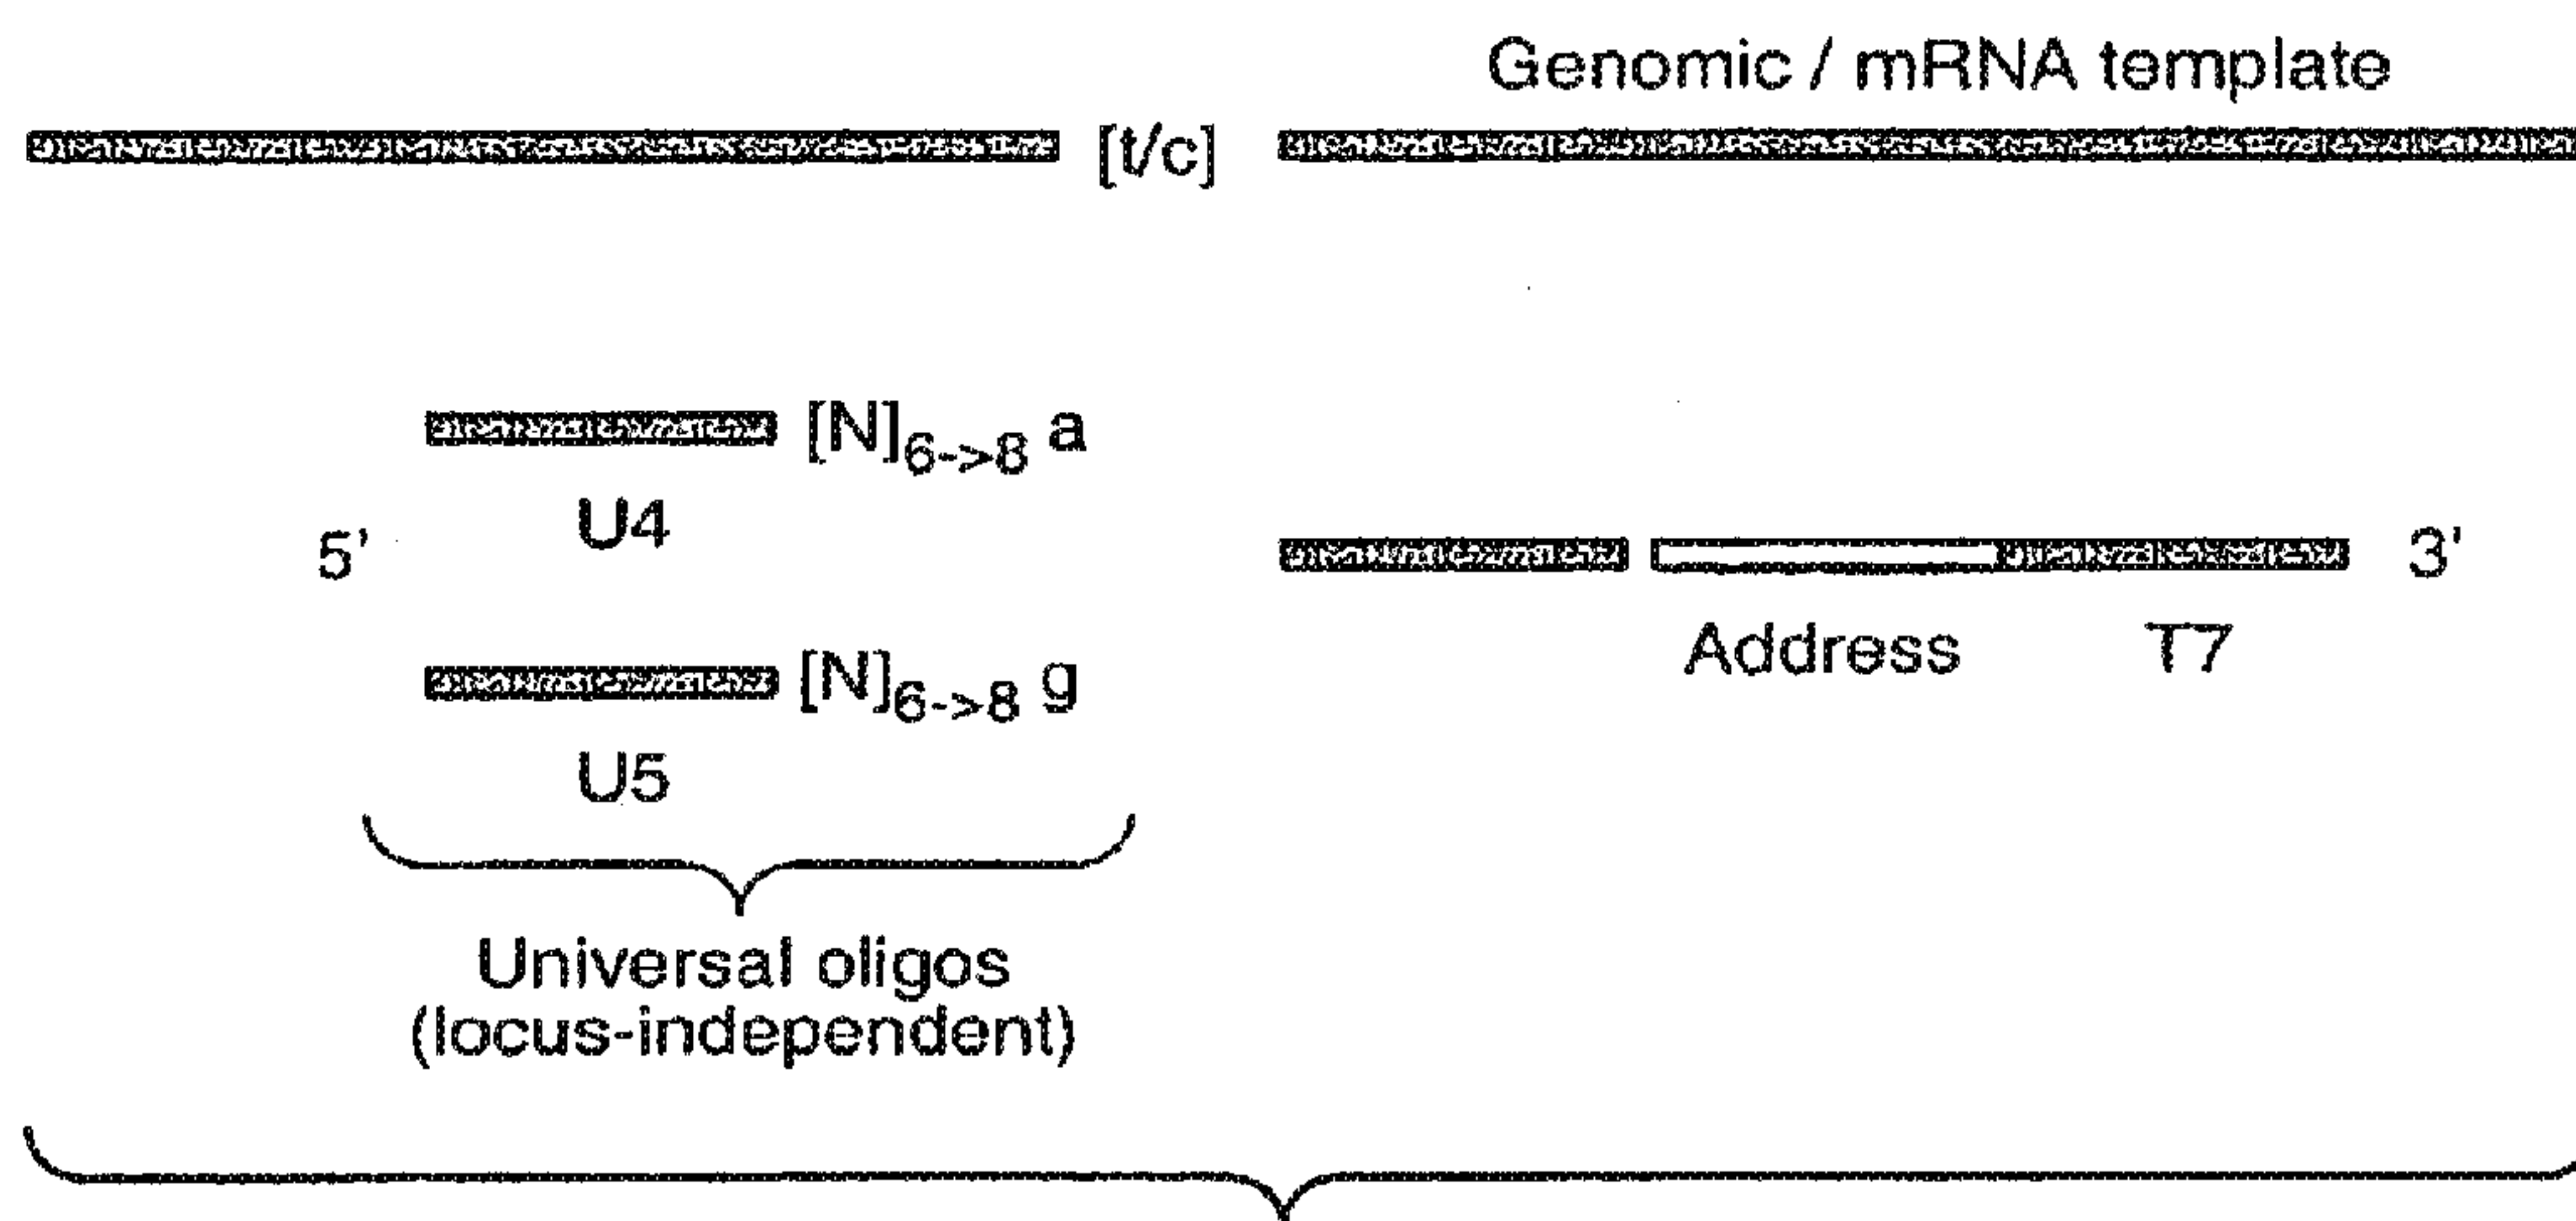 Genomic / mRNA template
[t/c]
[N]6->8 a
U4
5'
3'
Address
T7
[N]6->8 g
U5
Universal oligos
(locus-independent)